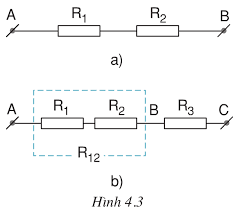 A R₁ R₂ B
a)
A R₁ R₂ B R₃ C
R₁₂
b)
Hình 4.3